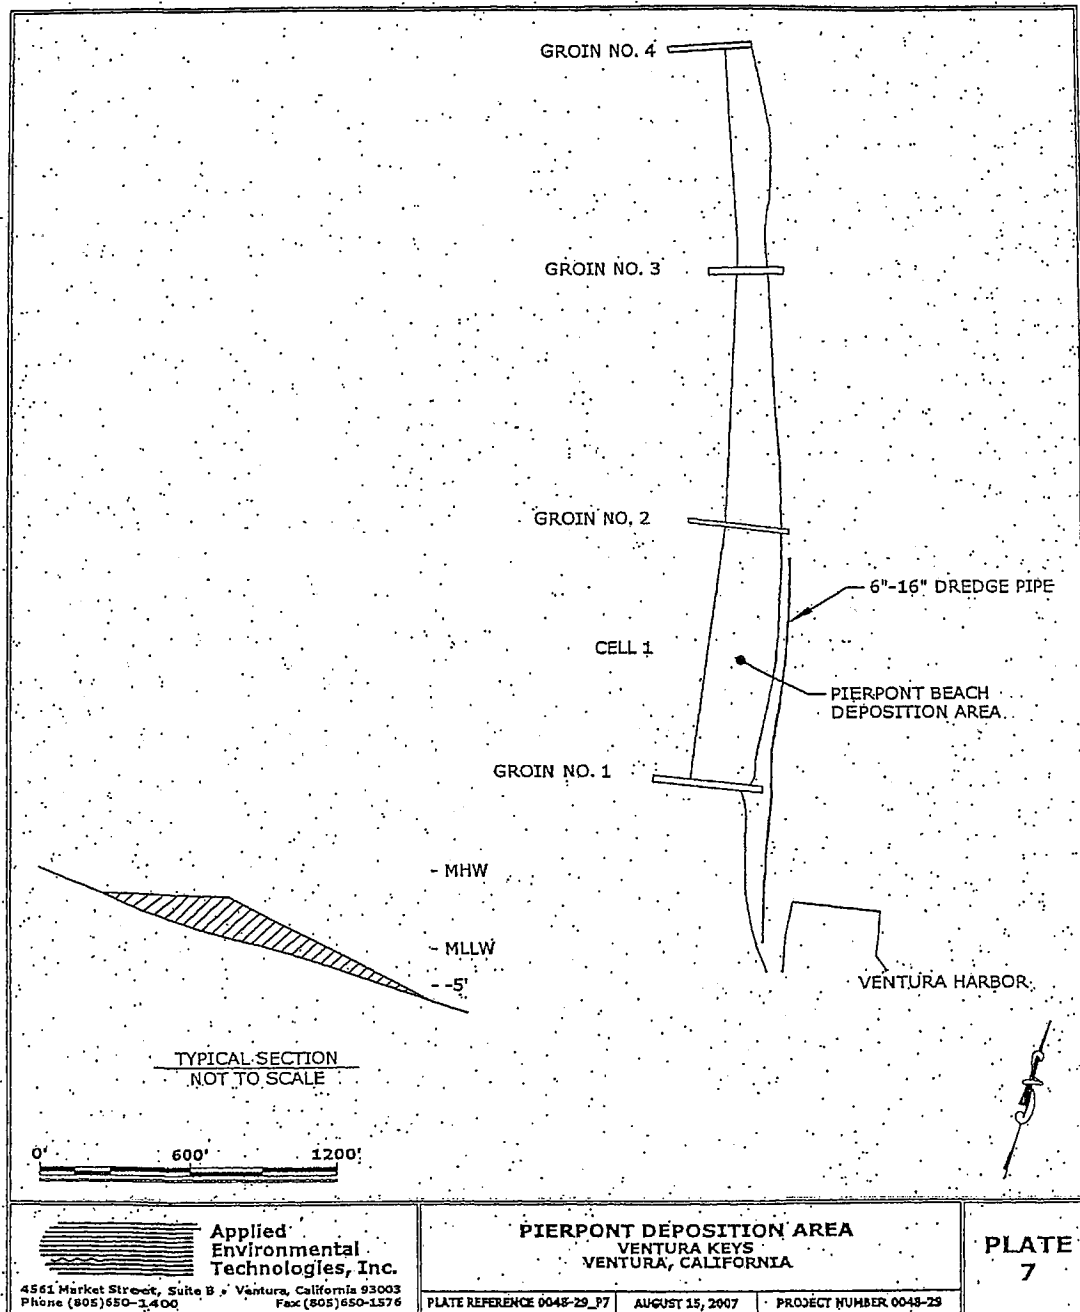 GROIN NO. 4
GROIN NO. 3
GROIN NO. 2
6"-16" DREDGE PIPE
CELL 1
PIERPONT BEACH
DEPOSITION AREA
GROIN NO. 1
- MHW
- MLLW
- -5'
VENTURA HARBOR
TYPICAL SECTION
NOT TO SCALE
0' 600' 1200'
Applied
Environmental
Technologies, Inc.
4561 Market Street, Suite B • Ventura, California 93003
Phone (805)650-1400 Fax (805)650-1576
PIERPONT DEPOSITION AREA
VENTURA KEYS
VENTURA, CALIFORNIA
PLATE REFERENCE 0048-29_P7
AUGUST 15, 2007
PROJECT NUMBER 0048-29
PLATE
7